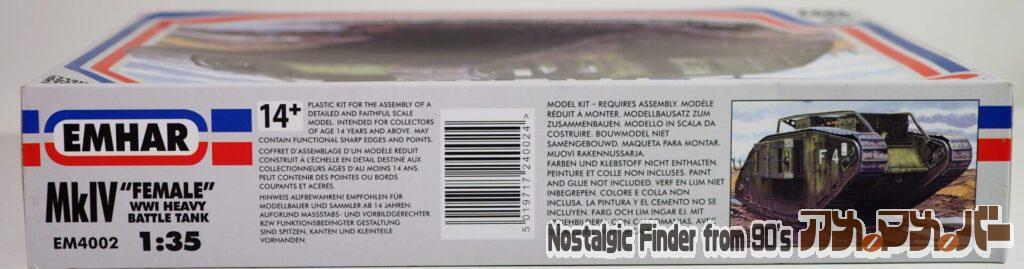 EMHAR
MkIV "FEMALE"
WWI HEAVY
BATTLE TANK
EM4002 1:35
14+
PLASTIC KIT FOR THE ASSEMBLY OF A
DETAILED AND FAITHFUL SCALE
MODEL. INTENDED FOR COLLECTORS
OF AGE 14 YEARS AND ABOVE. MAY
CONTAIN FUNCTIONAL SHARP EDGES AND POINTS.
COFFRET D'ASSEMBLAGE D'UN MODÈLE RÉDUIT
CONSTRUIT À L'ÉCHELLE EN DÉTAIL DESTINÉ AUX
COLLECTIONNEURS ÂGÉS D'AU MOINS 14 ANS.
PEUT CONTENIR DES POINTES OU BORDS
COUPANTS ET ACÉRÉS.
HINWEIS AUFBEWAHREN! EMPFOHLEN FÜR
MODELLBAUER UND SAMMLER AB 14 JAHREN.
AUFGRUND MASSSTABS- UND VORBILDGERECHTER
BZW FUNKTIONSBEDINGTER GESTALTUNG
SIND SPITZEN, KANTEN UND KLEINTEILE
VORHANDEN.
5 019717 240024 >
MODEL KIT – REQUIRES ASSEMBLY. MODÈLE
RÉDUIT À MONTER. MODELLBAUSATZ ZUM
ZUSAMMENBAUEN. MODELLO IN SCALA DA
COSTRUIRE. BOUWMODEL NIET
SAMENGEBOUWD. MAQUETA PARA MONTAR.
MUOVI RAKENNUSSARJA.
FARBEN UND KLEBSTOFF NICHT ENTHALTEN.
PEINTURE ET COLLE NON INCLUSES. PAINT
AND GLUE NOT INCLUDED. VERF EN LIJM NIET
INBEGREPEN. COLORE E COLLA NON
INCLUSA. LA PINTURA Y EL CEMENTO NO SE
INCLUYEN. FARG OCH LIM INGAR EJ. MIT
AVEC
F4
Nostalgic Finder from 90's